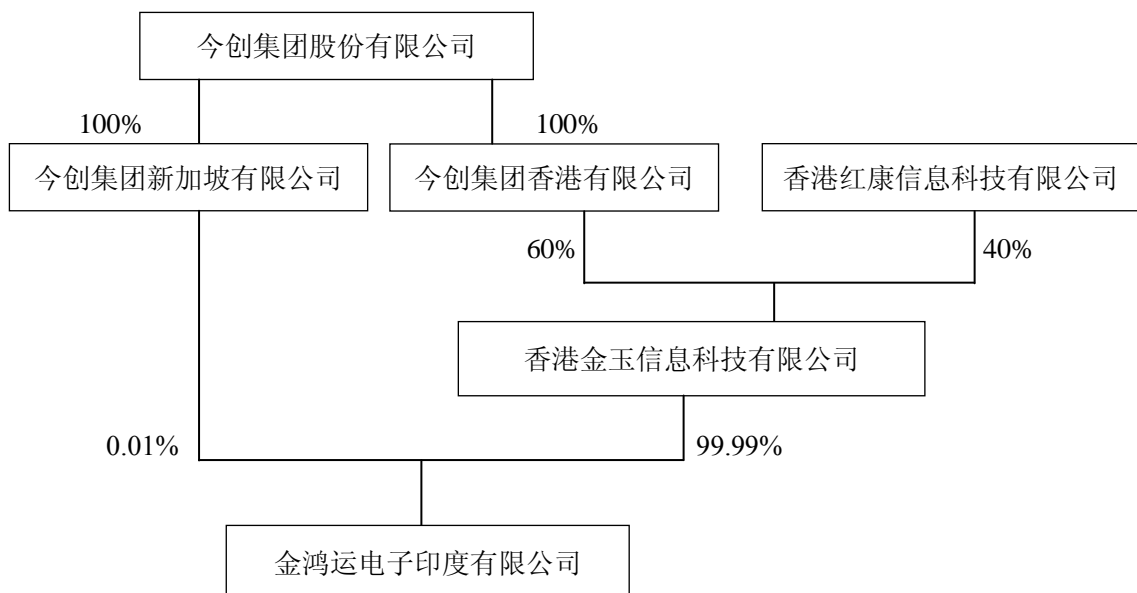 今创集团股份有限公司
100%
100%
今创集团新加坡有限公司
今创集团香港有限公司
香港红康信息科技有限公司
60%
40%
香港金玉信息科技有限公司
0.01%
99.99%
金鸿运电子印度有限公司